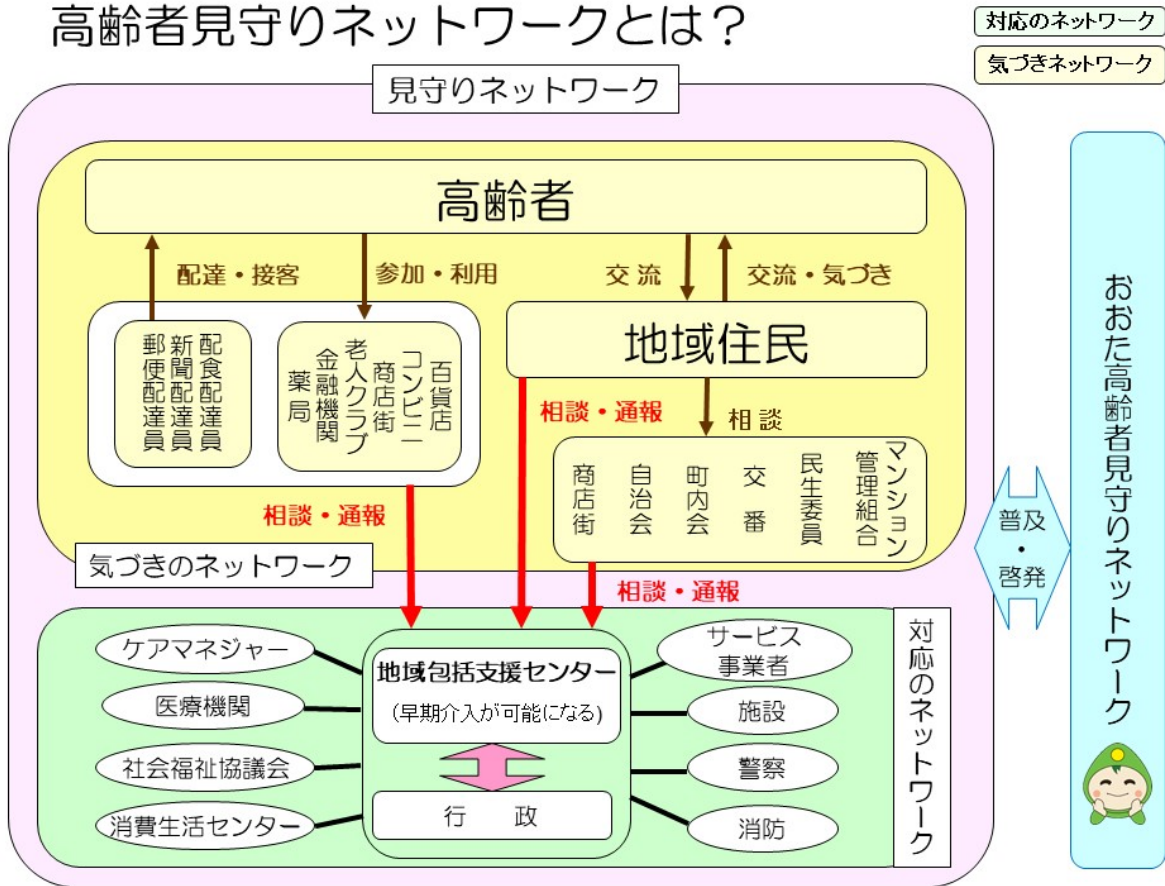 高齢者見守りネットワークとは？
対応のネットワーク
気づきネットワーク
見守りネットワーク
高齢者
配達・接客
参加・利用
交流
交流・気づき
郵便配達員
新聞配達員
配食配達員
薬局
金融機関
老人クラブ
商店街
コンビニ
百貨店
地域住民
相談・通報
相談
商店街
自治会
町内会
交番
民生委員
マンション
管理組合
相談・通報
気づきのネットワーク
相談・通報
ケアマネジャー
医療機関
社会福祉協議会
消費生活センター
地域包括支援センター
(早期介入が可能になる)
行政
サービス
事業者
施設
警察
消防
対応のネットワーク
普及
・
啓発
おおた高齢者見守りネットワーク